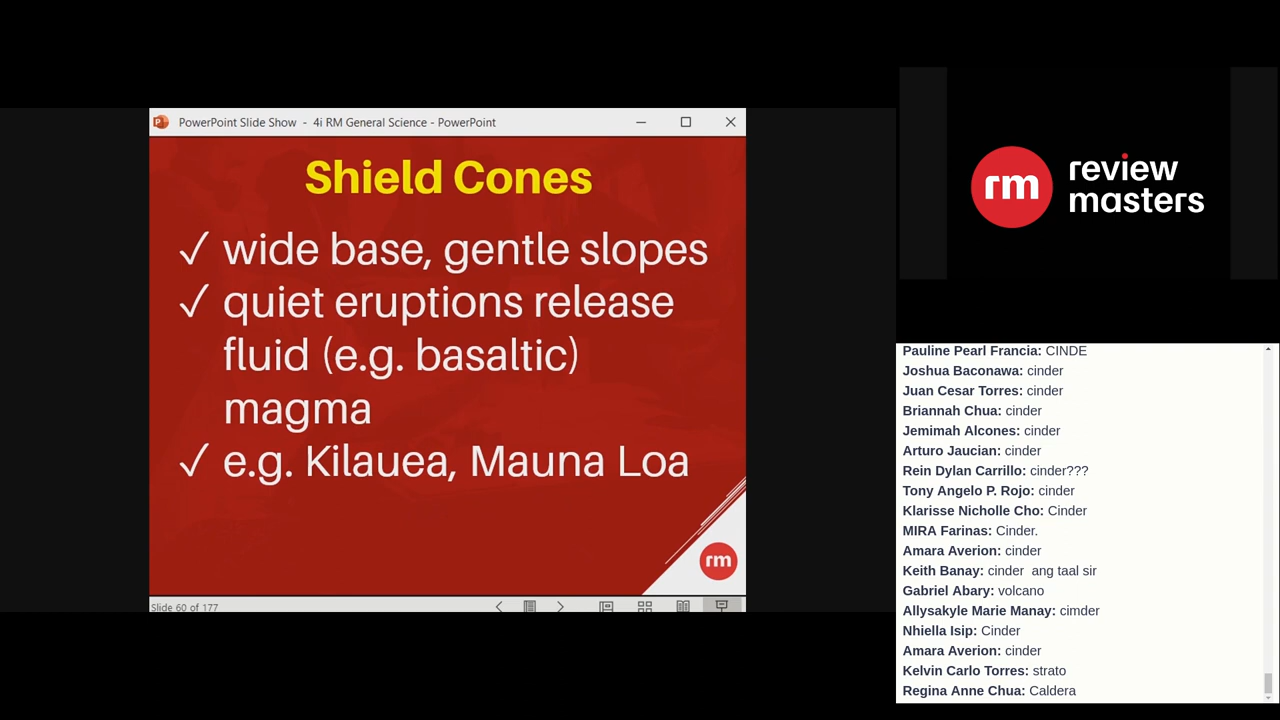 PowerPoint Slide Show - 4i RM General Science - PowerPoint
Shield Cones
✓ wide base, gentle slopes
✓ quiet eruptions release
fluid (e.g. basaltic)
magma
✓ e.g. Kilauea, Mauna Loa
rm
Slide 60 of 177
rm review
masters
Pauline Pearl Francia: CINDE
Joshua Baconawa: cinder
Juan Cesar Torres: cinder
Briannah Chua: cinder
Jemimah Alcones: cinder
Arturo Jaucian: cinder
Rein Dylan Carrillo: cinder???
Tony Angelo P. Rojo: cinder
Klarisse Nicholle Cho: Cinder
MIRA Farinas: Cinder.
Amara Averion: cinder
Keith Banay: cinder  ang taal sir
Gabriel Abary: volcano
Allysakyle Marie Manay: cimder
Nhiella Isip: Cinder
Amara Averion: cinder
Kelvin Carlo Torres: strato
Regina Anne Chua: Caldera